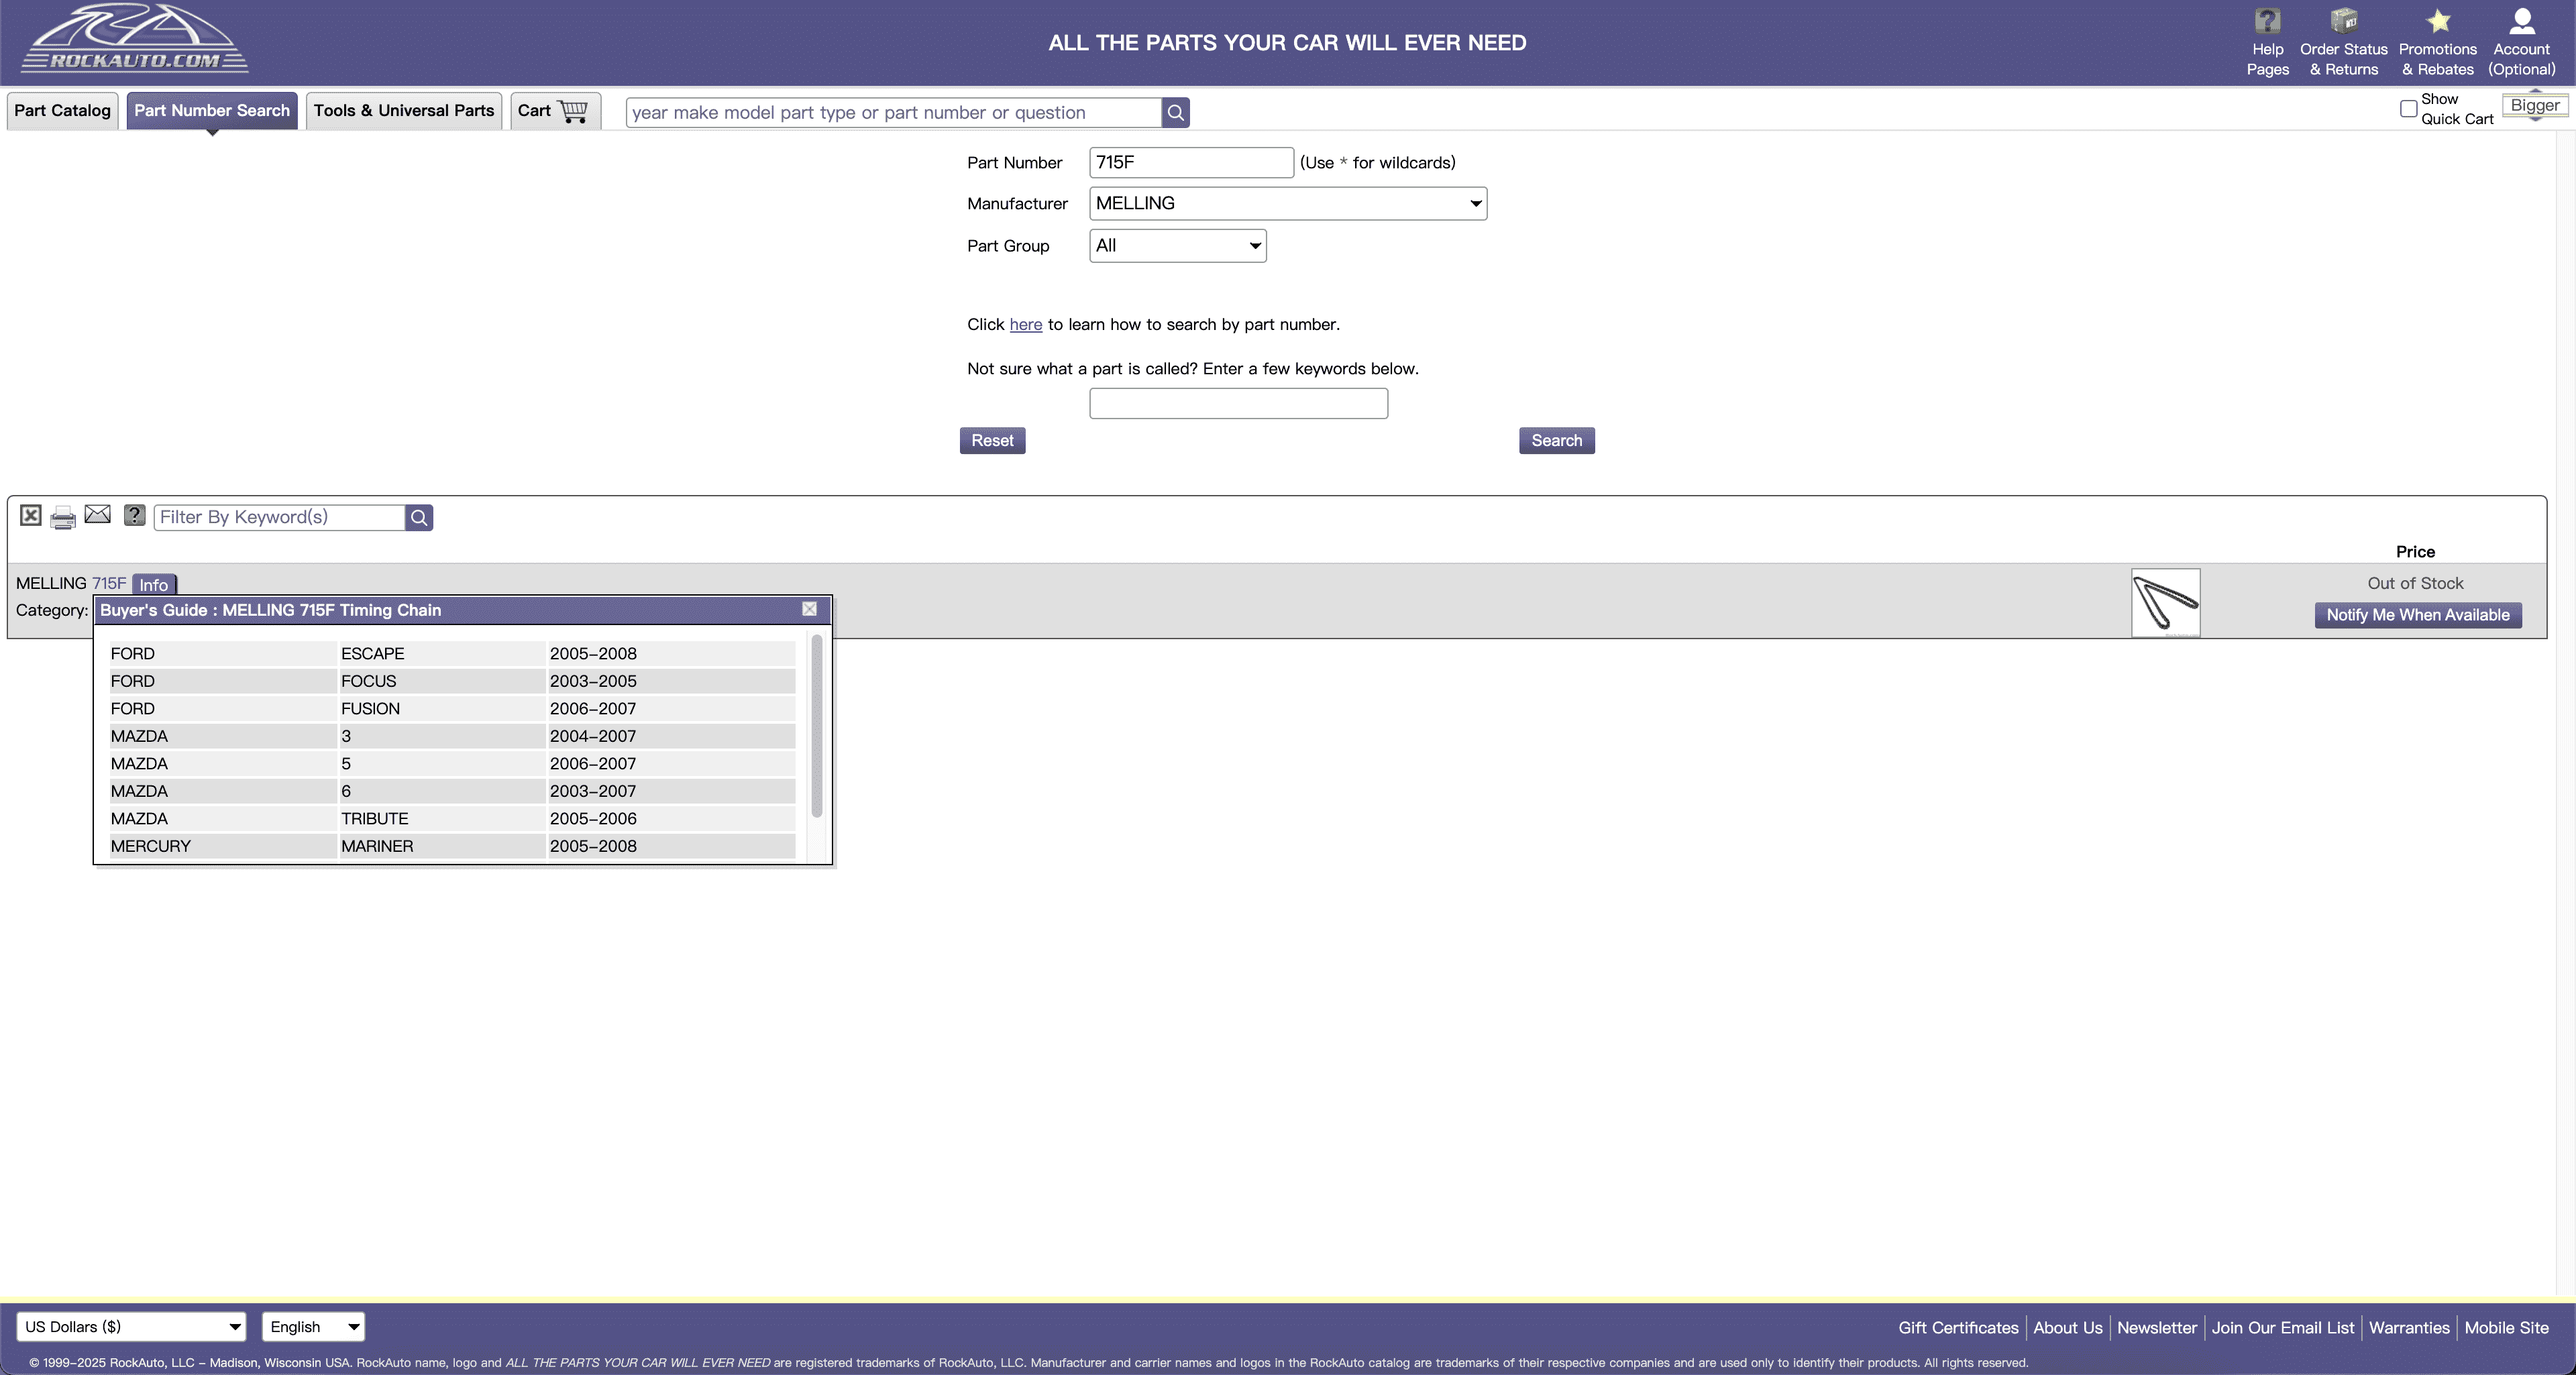 ROCKAUTO.COM
ALL THE PARTS YOUR CAR WILL EVER NEED
Help Pages
Order Status & Returns
Promotions & Rebates
Account (Optional)
Part Catalog
Part Number Search
Tools & Universal Parts
Cart
year make model part type or part number or question
Show Quick Cart
Bigger
Part Number 715F (Use * for wildcards)
Manufacturer MELLING
Part Group All
Click here to learn how to search by part number.
Not sure what a part is called? Enter a few keywords below.
Reset Search
Filter By Keyword(s)
Price
MELLING 715F Info
Out of Stock
Category:
Notify Me When Available
Buyer's Guide : MELLING 715F Timing Chain
FORD ESCAPE 2005–2008
FORD FOCUS 2003–2005
FORD FUSION 2006–2007
MAZDA 3 2004–2007
MAZDA 5 2006–2007
MAZDA 6 2003–2007
MAZDA TRIBUTE 2005–2006
MERCURY MARINER 2005–2008
US Dollars ($) English
Gift Certificates About Us Newsletter Join Our Email List Warranties Mobile Site
© 1999–2025 RockAuto, LLC – Madison, Wisconsin USA. RockAuto name, logo and ALL THE PARTS YOUR CAR WILL EVER NEED are registered trademarks of RockAuto, LLC. Manufacturer and carrier names and logos in the RockAuto catalog are trademarks of their respective companies and are used only to identify their products. All rights reserved.